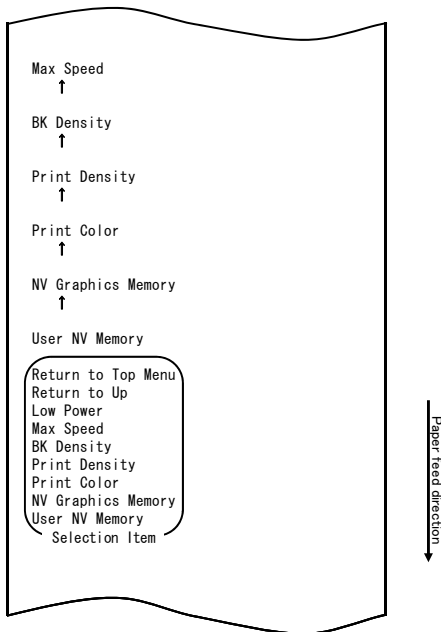 Max Speed
↑
BK Density
↑
Print Density
↑
Print Color
↑
NV Graphics Memory
↑
User NV Memory
Return to Top Menu
Return to Up
Low Power
Max Speed
BK Density
Print Density
Print Color
NV Graphics Memory
User NV Memory
Selection Item
Paper feed direction